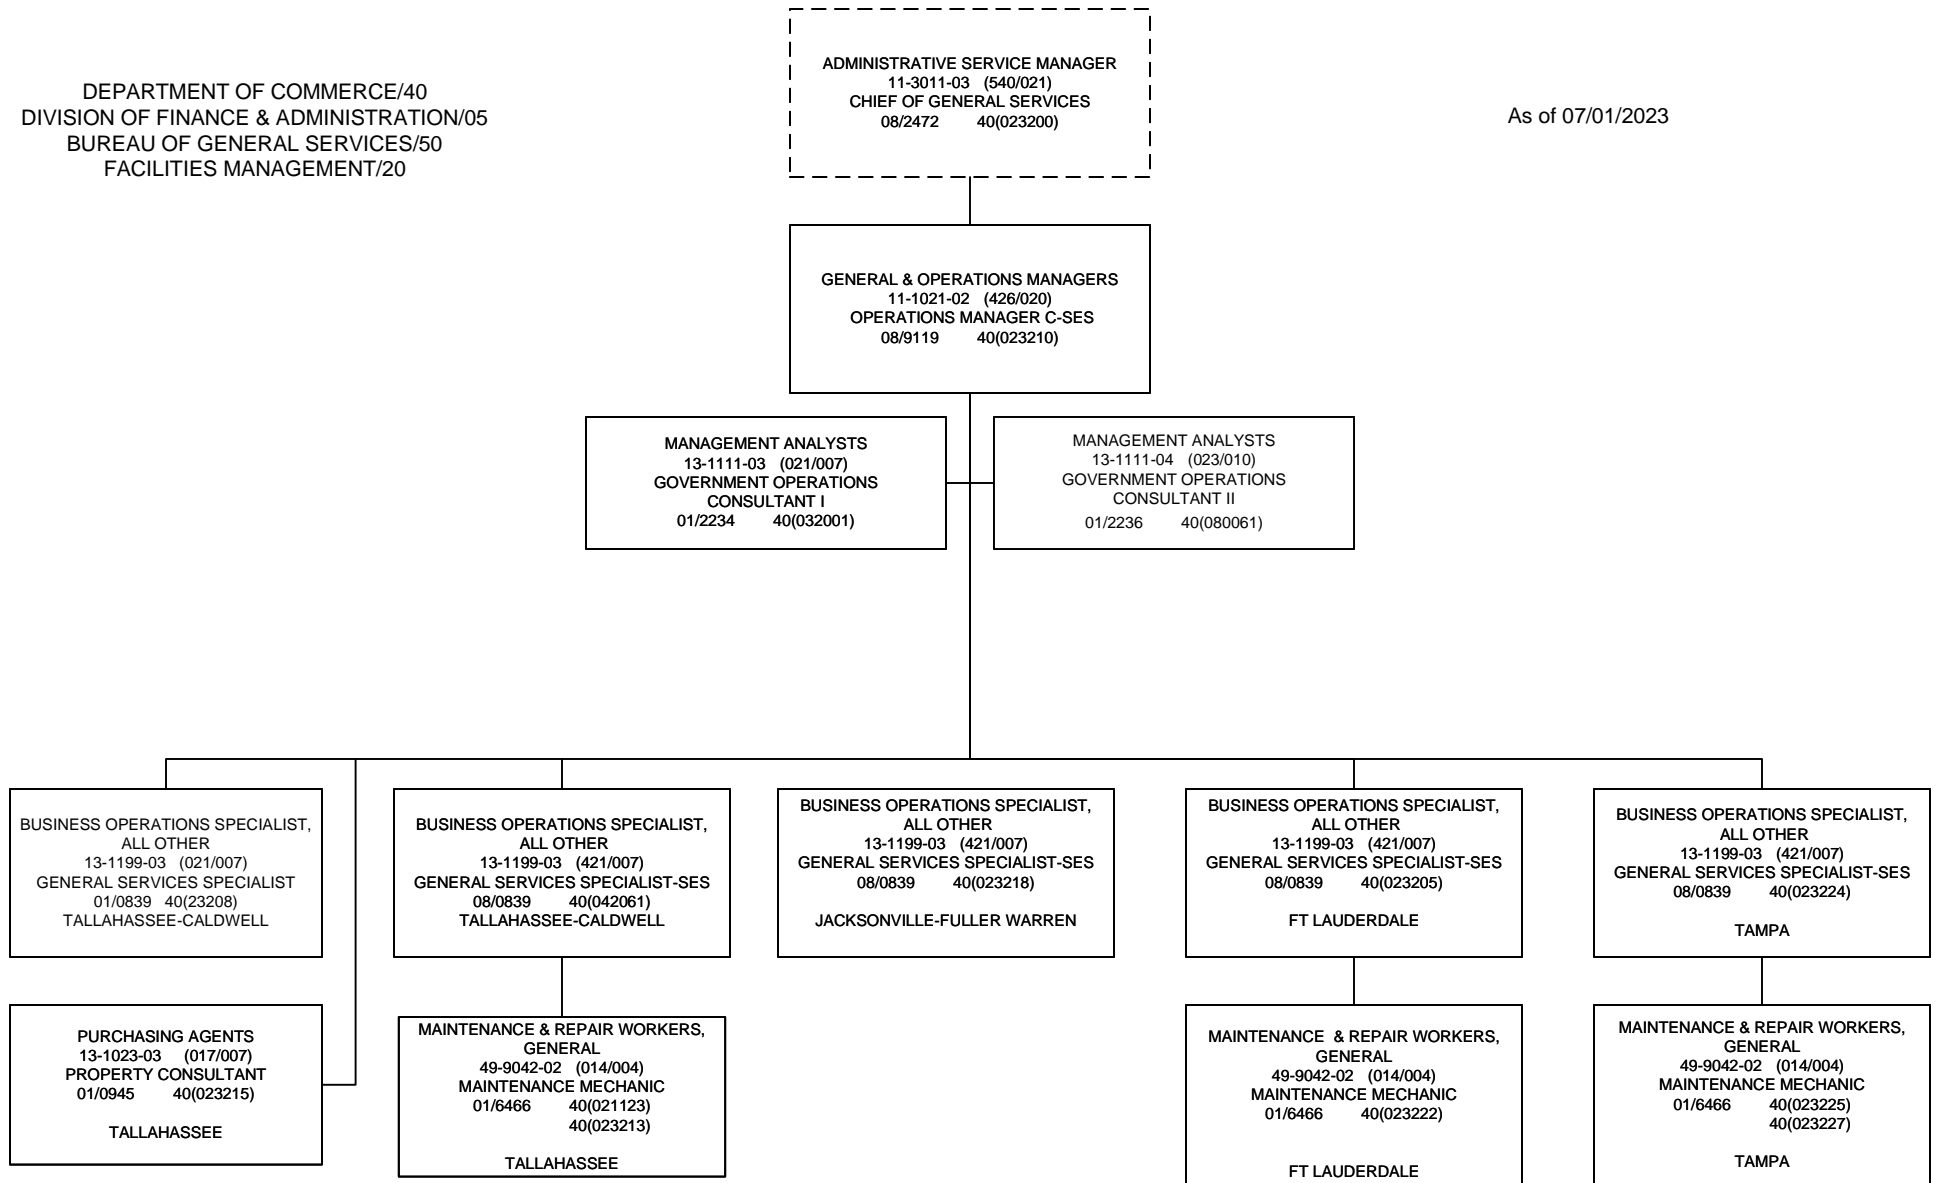 DEPARTMENT OF COMMERCE/40
DIVISION OF FINANCE & ADMINISTRATION/05
BUREAU OF GENERAL SERVICES/50
FACILITIES MANAGEMENT/20
ADMINISTRATIVE SERVICE MANAGER
11-3011-03 (540/021)
CHIEF OF GENERAL SERVICES
08/2472 40(023200)
As of 07/01/2023
GENERAL & OPERATIONS MANAGERS
11-1021-02 (426/020)
OPERATIONS MANAGER C-SES
08/9119 40(023210)
MANAGEMENT ANALYSTS
13-1111-03 (021/007)
GOVERNMENT OPERATIONS
CONSULTANT I
01/2234 40(032001)
MANAGEMENT ANALYSTS
13-1111-04 (023/010)
GOVERNMENT OPERATIONS
CONSULTANT II
01/2236 40(080061)
BUSINESS OPERATIONS SPECIALIST,
ALL OTHER
13-1199-03 (021/007)
GENERAL SERVICES SPECIALIST
01/0839 40(23208)
TALLAHASSEE-CALDWELL
BUSINESS OPERATIONS SPECIALIST,
ALL OTHER
13-1199-03 (421/007)
GENERAL SERVICES SPECIALIST-SES
08/0839 40(042061)
TALLAHASSEE-CALDWELL
BUSINESS OPERATIONS SPECIALIST,
ALL OTHER
13-1199-03 (421/007)
GENERAL SERVICES SPECIALIST-SES
08/0839 40(023218)
JACKSONVILLE-FULLER WARREN
BUSINESS OPERATIONS SPECIALIST,
ALL OTHER
13-1199-03 (421/007)
GENERAL SERVICES SPECIALIST-SES
08/0839 40(023205)
FT LAUDERDALE
BUSINESS OPERATIONS SPECIALIST,
ALL OTHER
13-1199-03 (421/007)
GENERAL SERVICES SPECIALIST-SES
08/0839 40(023224)
TAMPA
PURCHASING AGENTS
13-1023-03 (017/007)
PROPERTY CONSULTANT
01/0945 40(023215)
TALLAHASSEE
MAINTENANCE & REPAIR WORKERS,
GENERAL
49-9042-02 (014/004)
MAINTENANCE MECHANIC
01/6466 40(021123)
40(023213)
TALLAHASSEE
MAINTENANCE & REPAIR WORKERS,
GENERAL
49-9042-02 (014/004)
MAINTENANCE MECHANIC
01/6466 40(023222)
FT LAUDERDALE
MAINTENANCE & REPAIR WORKERS,
GENERAL
49-9042-02 (014/004)
MAINTENANCE MECHANIC
01/6466 40(023225)
40(023227)
TAMPA